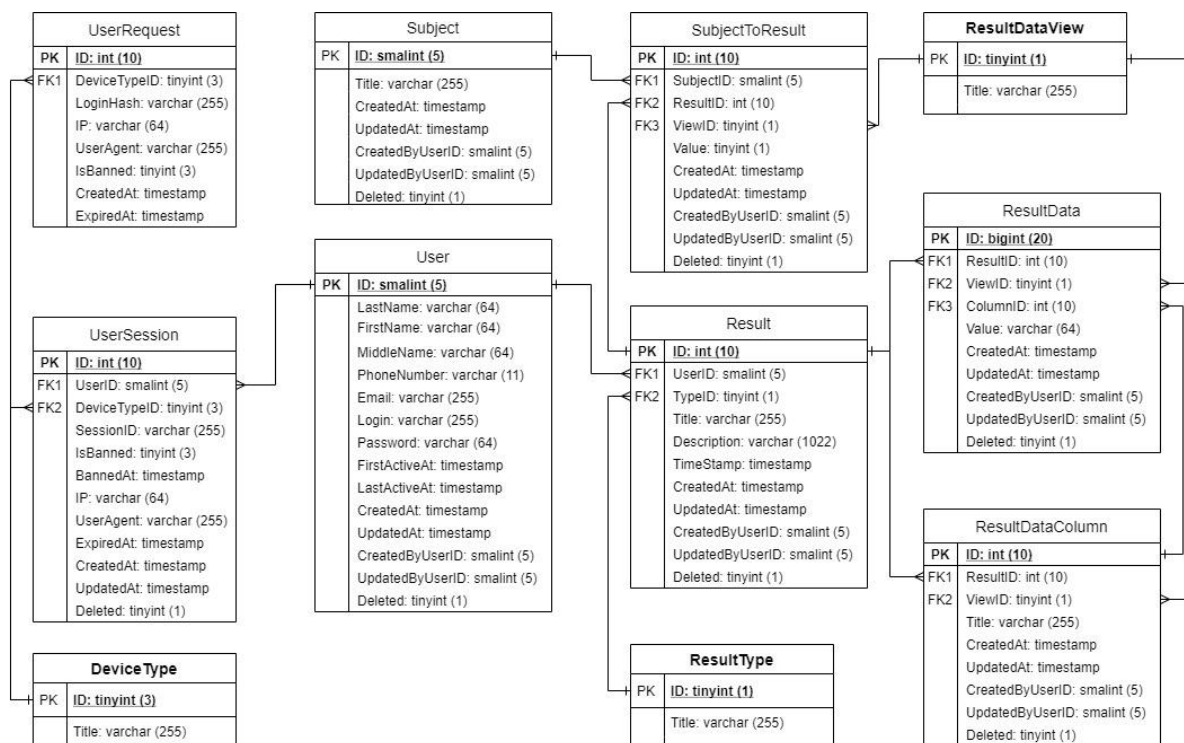 UserRequest
PK ID: int (10)
FK1 DeviceTypeID: tinyint (3)
LoginHash: varchar (255)
IP: varchar (64)
UserAgent: varchar (255)
IsBanned: tinyint (3)
CreatedAt: timestamp
ExpiredAt: timestamp
Subject
PK ID: smalint (5)
Title: varchar (255)
CreatedAt: timestamp
UpdatedAt: timestamp
CreatedByUserID: smalint (5)
UpdatedByUserID: smalint (5)
Deleted: tinyint (1)
SubjectToResult
PK ID: int (10)
FK1 SubjectID: smalint (5)
FK2 ResultID: int (10)
FK3 ViewID: tinyint (1)
Value: tinyint (1)
CreatedAt: timestamp
UpdatedAt: timestamp
CreatedByUserID: smalint (5)
UpdatedByUserID: smalint (5)
Deleted: tinyint (1)
ResultDataView
PK ID: tinyint (1)
Title: varchar (255)
UserSession
PK ID: int (10)
FK1 UserID: smalint (5)
FK2 DeviceTypeID: tinyint (3)
SessionID: varchar (255)
IsBanned: tinyint (3)
BannedAt: timestamp
IP: varchar (64)
UserAgent: varchar (255)
ExpiredAt: timestamp
CreatedAt: timestamp
UpdatedAt: timestamp
Deleted: tinyint (1)
User
PK ID: smalint (5)
LastName: varchar (64)
FirstName: varchar (64)
MiddleName: varchar (64)
PhoneNumber: varchar (11)
Email: varchar (255)
Login: varchar (255)
Password: varchar (64)
FirstActiveAt: timestamp
LastActiveAt: timestamp
CreatedAt: timestamp
UpdatedAt: timestamp
CreatedByUserID: smalint (5)
UpdatedByUserID: smalint (5)
Deleted: tinyint (1)
Result
PK ID: int (10)
FK1 UserID: smalint (5)
FK2 TypeID: tinyint (1)
Title: varchar (255)
Description: varchar (1022)
TimeStamp: timestamp
CreatedAt: timestamp
UpdatedAt: timestamp
CreatedByUserID: smalint (5)
UpdatedByUserID: smalint (5)
Deleted: tinyint (1)
ResultData
PK ID: bigint (20)
FK1 ResultID: int (10)
FK2 ViewID: tinyint (1)
FK3 ColumnID: int (10)
Value: varchar (64)
CreatedAt: timestamp
UpdatedAt: timestamp
CreatedByUserID: smalint (5)
UpdatedByUserID: smalint (5)
Deleted: tinyint (1)
DeviceType
PK ID: tinyint (3)
Title: varchar (255)
ResultType
PK ID: tinyint (1)
Title: varchar (255)
ResultDataColumn
PK ID: int (10)
FK1 ResultID: int (10)
FK2 ViewID: tinyint (1)
Title: varchar (255)
CreatedAt: timestamp
UpdatedAt: timestamp
CreatedByUserID: smalint (5)
UpdatedByUserID: smalint (5)
Deleted: tinyint (1)